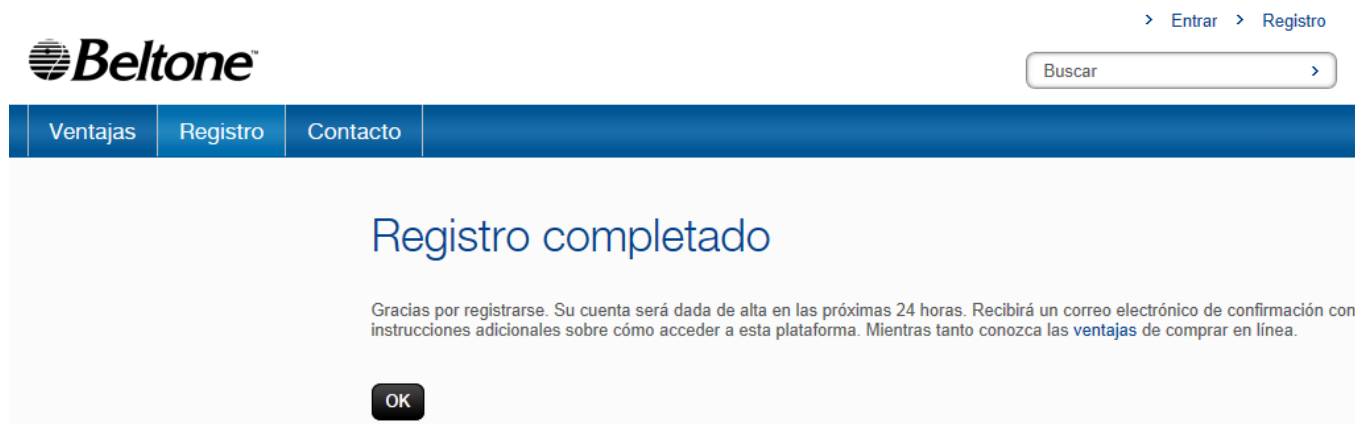 > Entrar > Registro
Beltone™
Buscar >
Ventajas Registro Contacto
Registro completado
Gracias por registrarse. Su cuenta será dada de alta en las próximas 24 horas. Recibirá un correo electrónico de confirmación con
instrucciones adicionales sobre cómo acceder a esta plataforma. Mientras tanto conozca las ventajas de comprar en línea.
OK